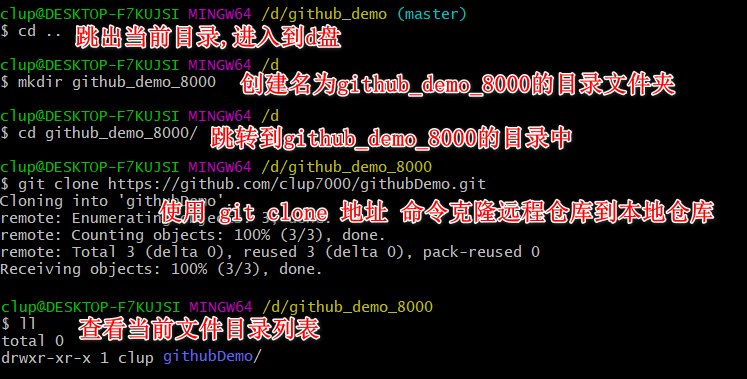 clup@DESKTOP-F7KUJSI MINGW64 /d/github_demo (master)
$ cd .. 跳出当前目录,进入到d盘
clup@DESKTOP-F7KUJSI MINGW64 /d
$ mkdir github_demo_8000 创建名为github_demo_8000的目录文件夹
clup@DESKTOP-F7KUJSI MINGW64 /d
$ cd github_demo_8000/ 跳转到github_demo_8000的目录中
clup@DESKTOP-F7KUJSI MINGW64 /d/github_demo_8000
$ git clone https://github.com/clup7000/githubDemo.git
Cloning into 'githubDemo'...
使用 git clone 地址 命令克隆远程仓库到本地仓库
remote: Enumerating objects: 3, done.
remote: Counting objects: 100% (3/3), done.
remote: Total 3 (delta 0), reused 3 (delta 0), pack-reused 0
Receiving objects: 100% (3/3), done.
clup@DESKTOP-F7KUJSI MINGW64 /d/github_demo_8000
$ ll 查看当前文件目录列表
total 0
drwxr-xr-x 1 clup githubDemo/